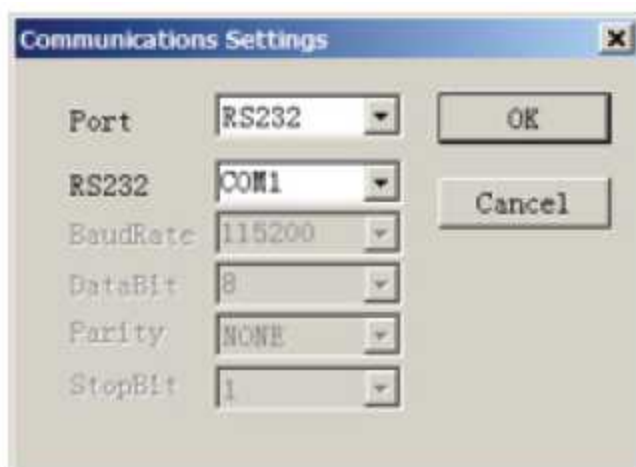 Communications Settings
Port RS232 OK
RS232 COM1 Cancel
BaudRate 115200
DataBit 8
Parity NONE
StopBit 1